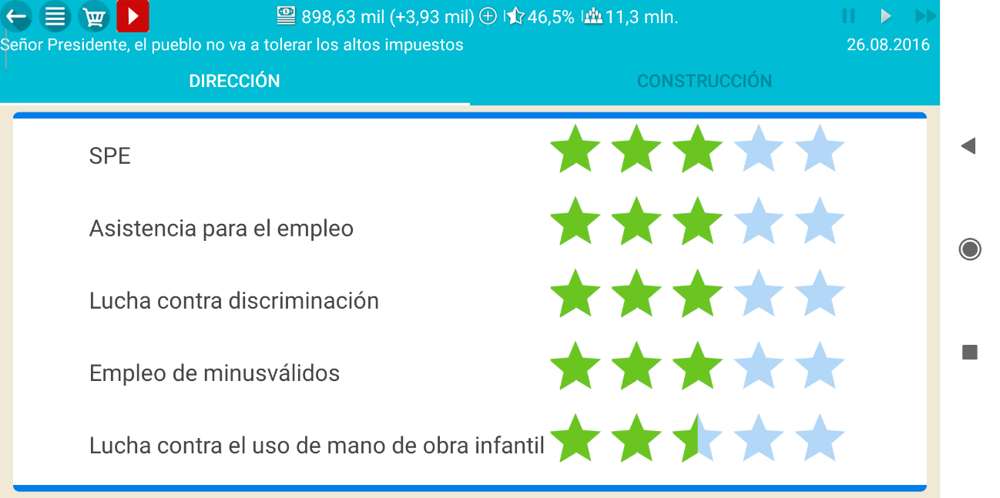 898,63 mil (+3,93 mil) 46,5% 11,3 mln.
Señor Presidente, el pueblo no va a tolerar los altos impuestos 26.08.2016
DIRECCIÓN CONSTRUCCIÓN
SPE
Asistencia para el empleo
Lucha contra discriminación
Empleo de minusválidos
Lucha contra el uso de mano de obra infantil